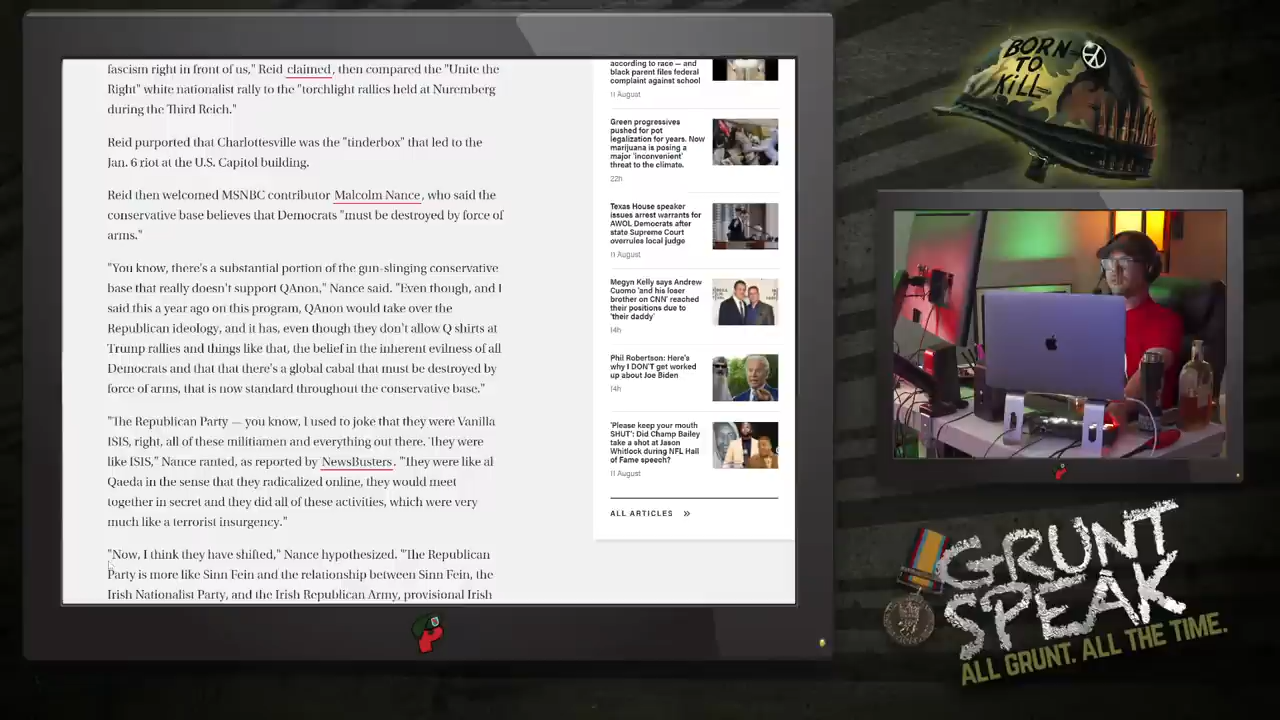 fascism right in front of us," Reid claimed, then compared the "Unite the
Right" white nationalist rally to the "torchlight rallies held at Nuremberg
during the Third Reich."
Reid purported that Charlottesville was the "tinderbox" that led to the
Jan. 6 riot at the U.S. Capitol building.
Reid then welcomed MSNBC contributor Malcolm Nance, who said the
conservative base believes that Democrats "must be destroyed by force of
arms."
"You know, there's a substantial portion of the gun-slinging conservative
base that really doesn't support QAnon," Nance said. "Even though, and I
said this a year ago on this program, QAnon would take over the
Republican ideology, and it has, even though they don't allow Q shirts at
Trump rallies and things like that, the belief in the inherent evilness of all
Democrats and that that there's a global cabal that must be destroyed by
force of arms, that is now standard throughout the conservative base."
"The Republican Party — you know, I used to joke that they were Vanilla
ISIS, right, all of these militiamen and everything out there. They were
like ISIS," Nance ranted, as reported by NewsBusters. "They were like al
Qaeda in the sense that they radicalized online, they would meet
together in secret and they did all of these activities, which were very
much like a terrorist insurgency."
"Now, I think they have shifted," Nance hypothesized. "The Republican
Party is more like Sinn Fein and the relationship between Sinn Fein, the
Irish Nationalist Party, and the Irish Republican Army, provisional Irish
according to race — and
black parent files federal
complaint against school
11 August
Green progressives
pushed for pot
legalization for years. Now
marijuana is posing a
major 'inconvenient'
threat to the climate.
22h
Texas House speaker
issues arrest warrants for
AWOL Democrats after
state Supreme Court
overrules local judge
11 August
Megyn Kelly says Andrew
Cuomo 'and his loser
brother on CNN' reached
their positions due to
'their daddy'
14h
Phil Robertson: Here's
why I DON'T get worked
up about Joe Biden
14h
'Please keep your mouth
SHUT': Did Champ Bailey
take a shot at Jason
Whitlock during NFL Hall
of Fame speech?
11 August
ALL ARTICLES »
BORN
TO
KILL
GRUNT
SPEAK
ALL GRUNT. ALL THE TIME.